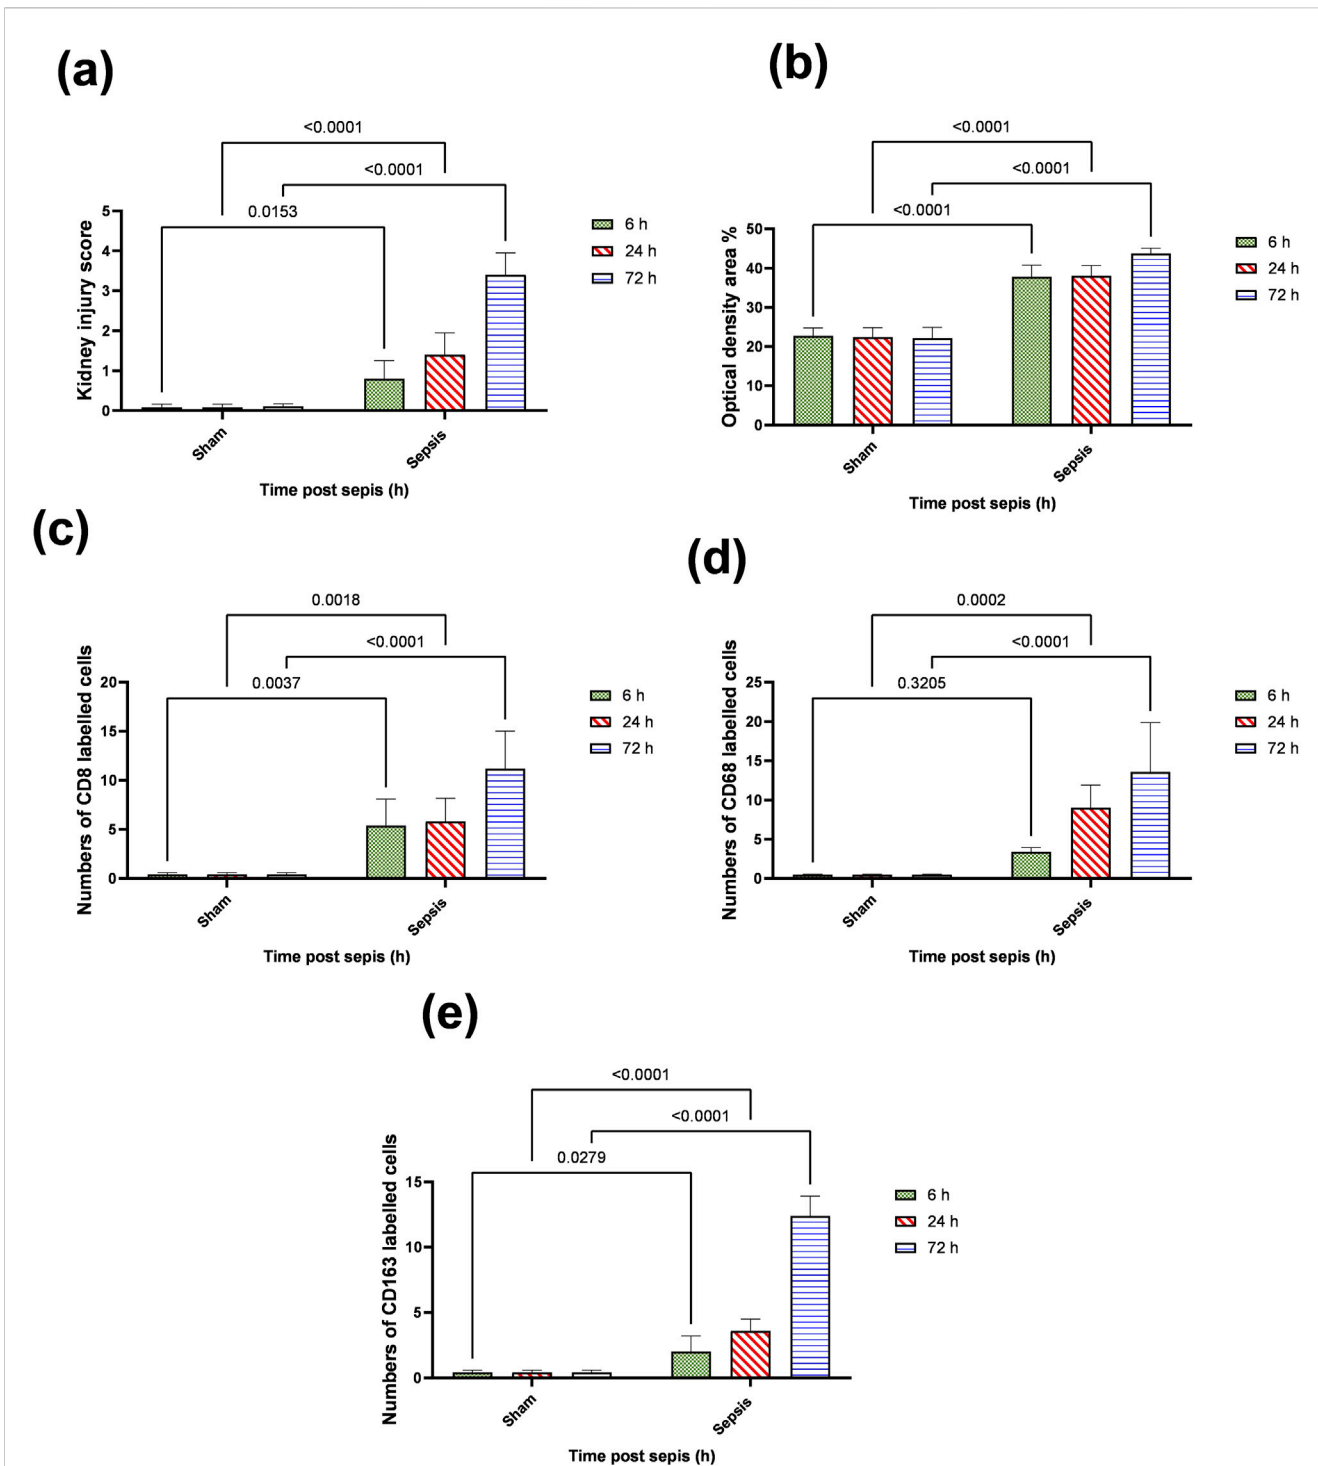 (a)
<0.0001
<0.0001
0.0153
Kidney injury score
5
4
3
2
1
0
Sham
Sepsis
Time post sepis (h)
6 h
24 h
72 h
(b)
<0.0001
<0.0001
<0.0001
Optical density area %
50
40
30
20
10
0
Sham
Sepsis
Time post sepis (h)
6 h
24 h
72 h
(c)
0.0018
<0.0001
0.0037
Numbers of CD8 labelled cells
20
15
10
5
0
Sham
Sepsis
Time post sepis (h)
6 h
24 h
72 h
(d)
0.0002
<0.0001
0.3205
Numbers of CD68 labelled cells
25
20
15
10
5
0
Sham
Sepsis
Time post sepis (h)
6 h
24 h
72 h
(e)
<0.0001
<0.0001
0.0279
Numbers of CD163 labelled cells
15
10
5
0
Sham
Sepsis
Time post sepis (h)
6 h
24 h
72 h